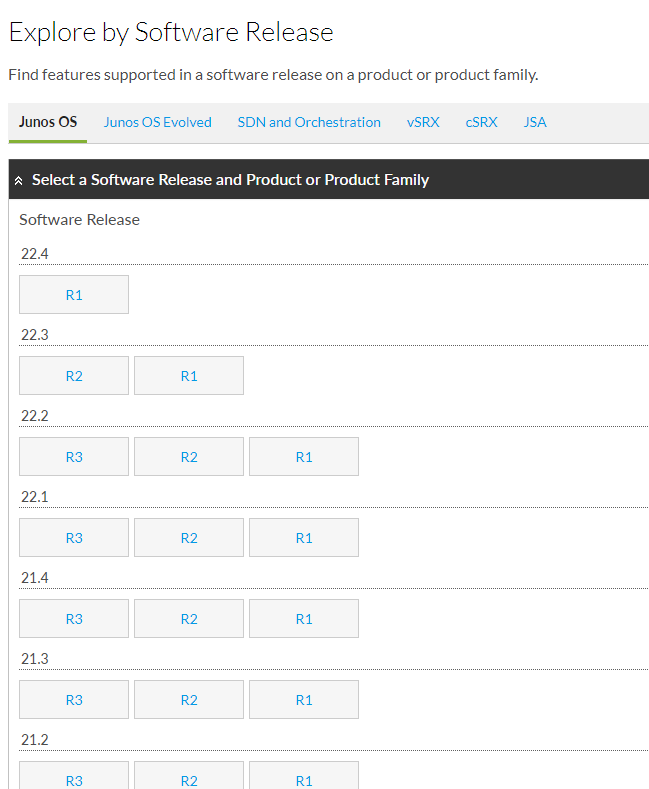 Explore by Software Release
Find features supported in a software release on a product or product family.
Junos OS Junos OS Evolved SDN and Orchestration vSRX cSRX JSA
Select a Software Release and Product or Product Family
Software Release
22.4
R1
22.3
R2 R1
22.2
R3 R2 R1
22.1
R3 R2 R1
21.4
R3 R2 R1
21.3
R3 R2 R1
21.2
R3 R2 R1